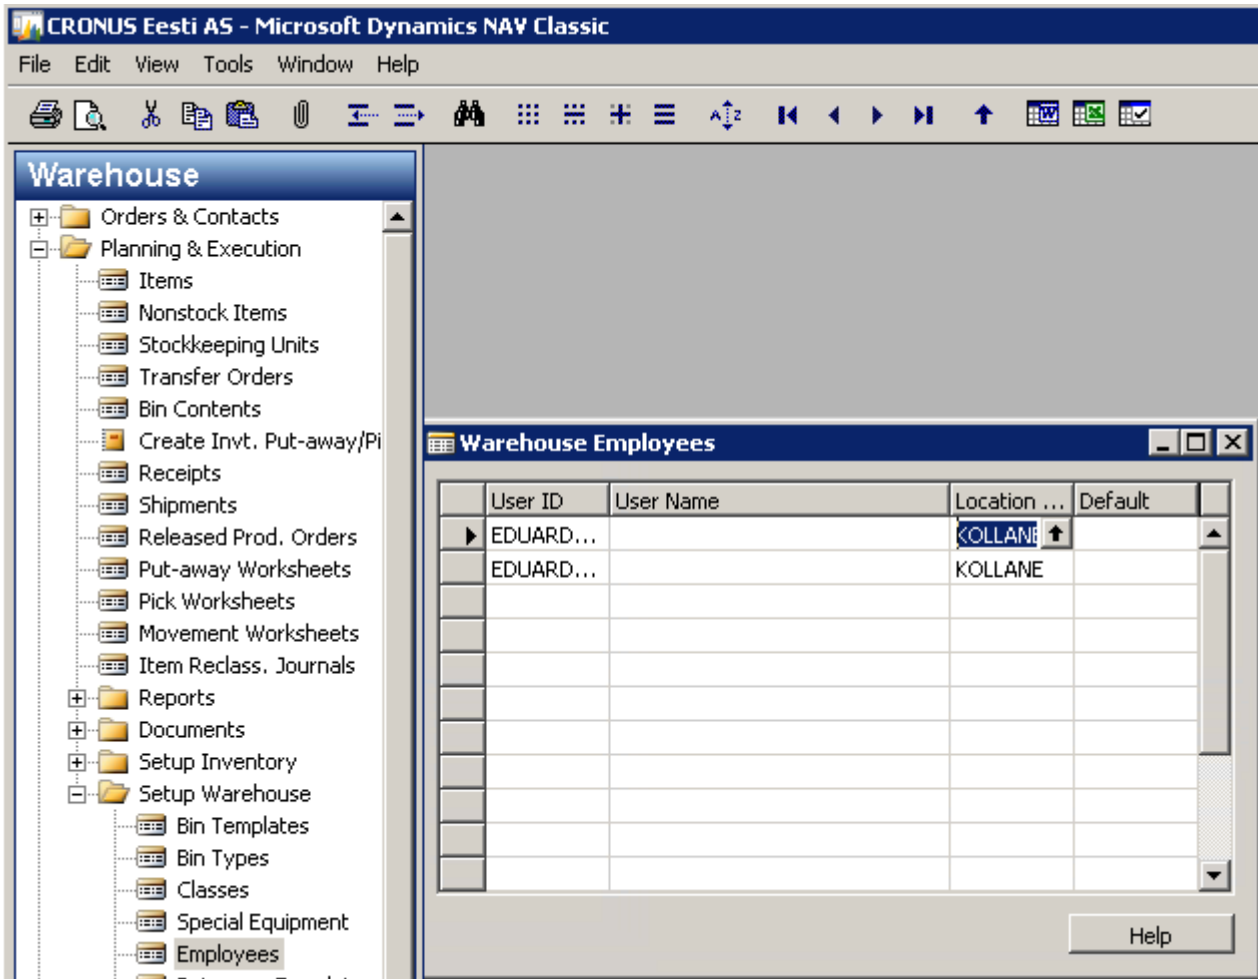 CRONUS Eesti AS - Microsoft Dynamics NAV Classic
File Edit View Tools Window Help
Warehouse
Orders & Contacts
Planning & Execution
Items
Nonstock Items
Stockkeeping Units
Transfer Orders
Bin Contents
Create Invt. Put-away/Pi
Receipts
Shipments
Released Prod. Orders
Put-away Worksheets
Pick Worksheets
Movement Worksheets
Item Reclass. Journals
Reports
Documents
Setup Inventory
Setup Warehouse
Bin Templates
Bin Types
Classes
Special Equipment
Employees
Warehouse Employees
User ID User Name Location ... Default
EDUARD... KOLLANE
EDUARD... KOLLANE
Help